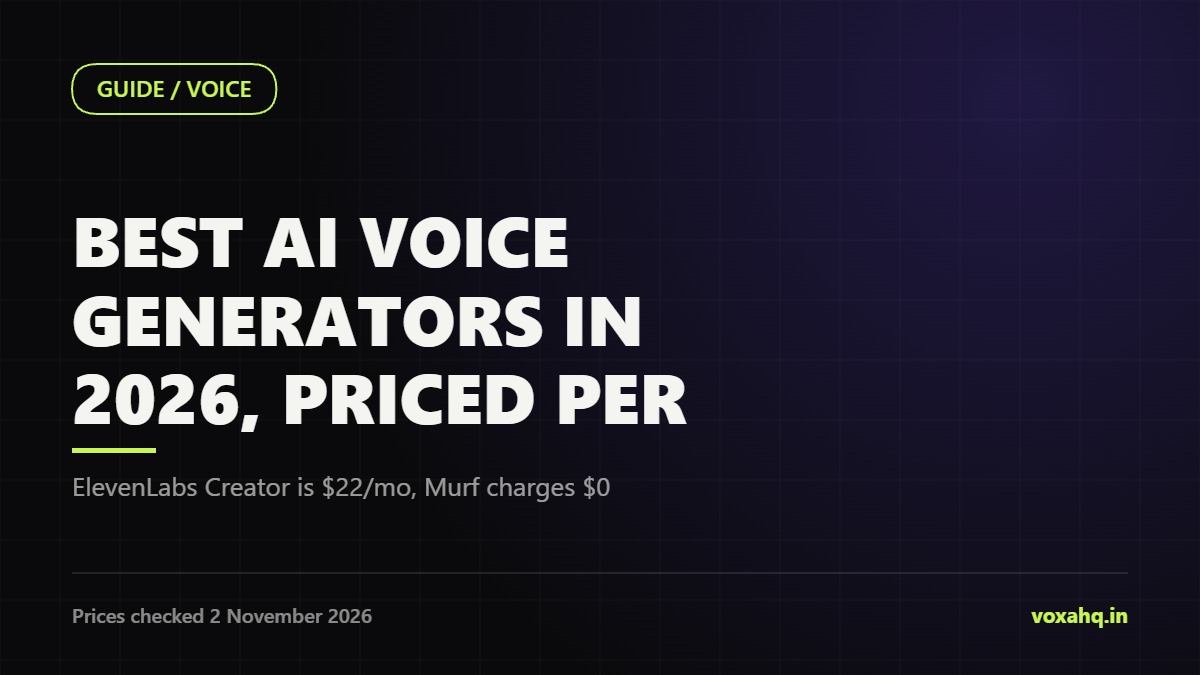 GUIDE / VOICE
BEST AI VOICE
GENERATORS IN
2026, PRICED PER
ElevenLabs Creator is $22/mo, Murf charges $0
Prices checked 2 November 2026
voxahq.in